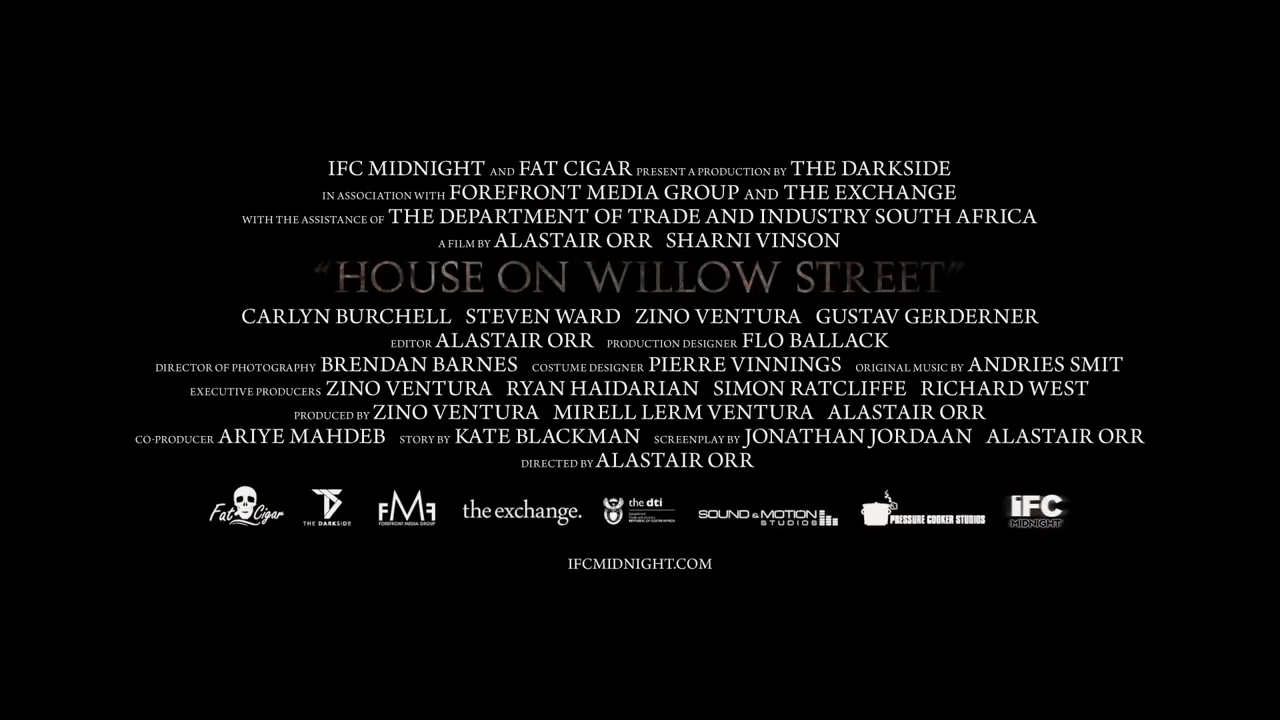 IFC MIDNIGHT AND FAT CIGAR PRESENT A PRODUCTION BY THE DARKSIDE
IN ASSOCIATION WITH FOREFRONT MEDIA GROUP AND THE EXCHANGE
WITH THE ASSISTANCE OF THE DEPARTMENT OF TRADE AND INDUSTRY SOUTH AFRICA
A FILM BY ALASTAIR ORR SHARNI VINSON
"HOUSE ON WILLOW STREET"
CARLYN BURCHELL STEVEN WARD ZINO VENTURA GUSTAV GERDERNER
EDITOR ALASTAIR ORR PRODUCTION DESIGNER FLO BALLACK
DIRECTOR OF PHOTOGRAPHY BRENDAN BARNES COSTUME DESIGNER PIERRE VINNINGS ORIGINAL MUSIC BY ANDRIES SMIT
EXECUTIVE PRODUCERS ZINO VENTURA RYAN HAIDARIAN SIMON RATCLIFFE RICHARD WEST
PRODUCED BY ZINO VENTURA MIRELL LERM VENTURA ALASTAIR ORR
CO-PRODUCER ARIYE MAHDEB STORY BY KATE BLACKMAN SCREENPLAY BY JONATHAN JORDAAN ALASTAIR ORR
DIRECTED BY ALASTAIR ORR
Fat Cigar
THE DARKSIDE
FMF
FOREFRONT MEDIA GROUP
the exchange.
the dti
REPUBLIC OF SOUTH AFRICA
SOUND & MOTION
STUDIOS
PRESSURE COOKER STUDIOS
IFC
MIDNIGHT
IFCMIDNIGHT.COM